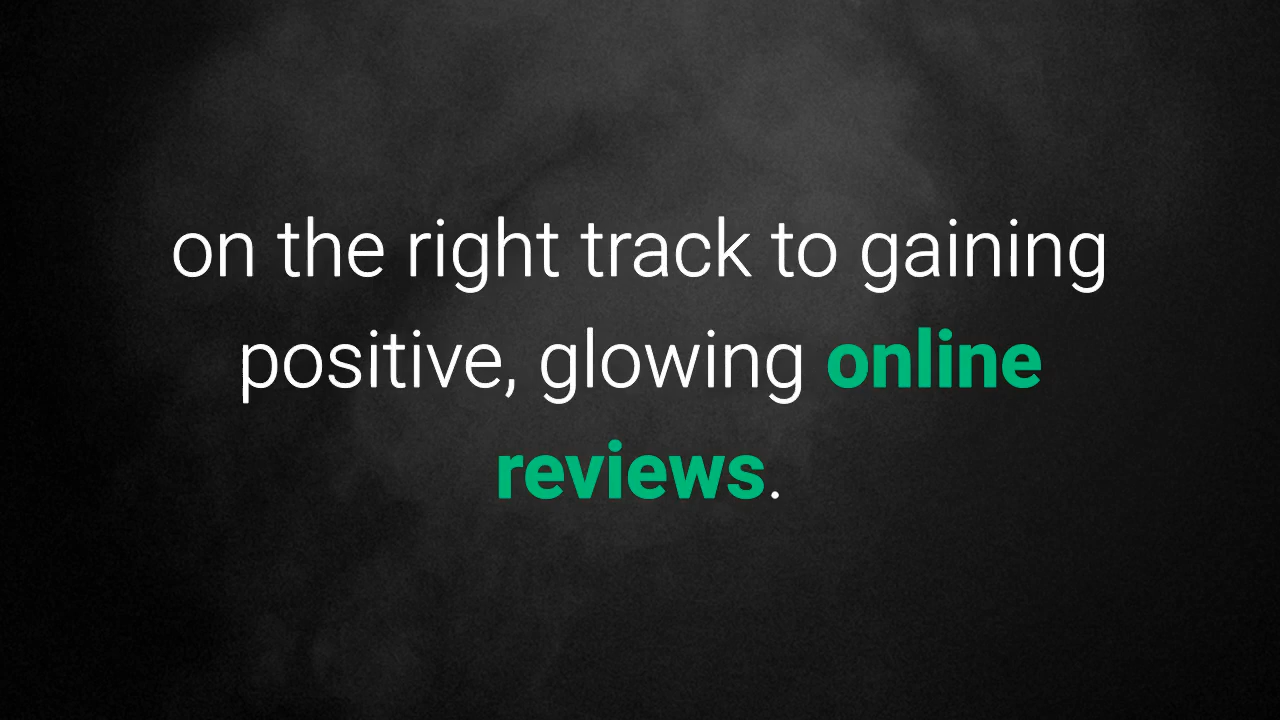 on the right track to gaining
positive, glowing online
reviews.